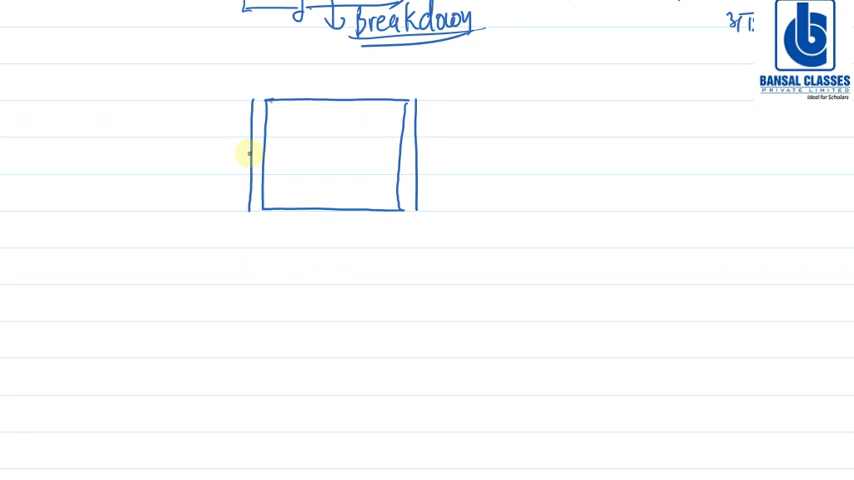 breakdown
BANSAL CLASSES
PRIVATE LIMITED
Ideal for Scholars